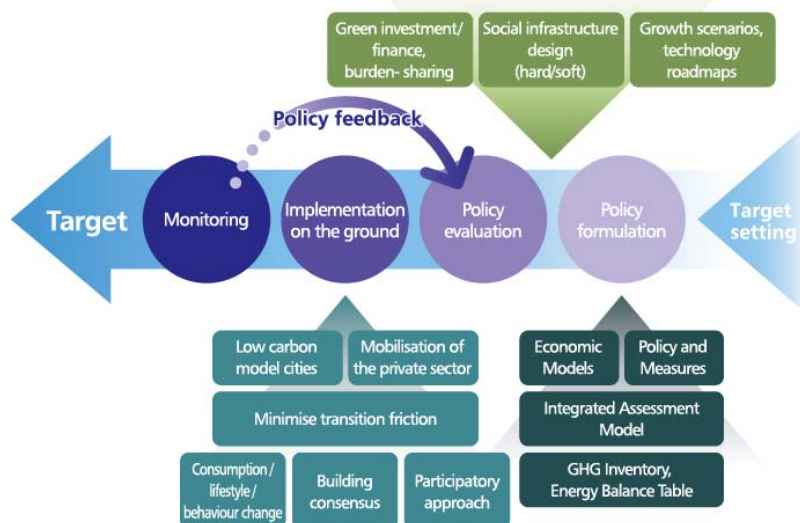 Green investment/
finance,
burden- sharing
Social infrastructure
design
(hard/soft)
Growth scenarios,
technology
roadmaps
Policy feedback
Target
Monitoring
Implementation
on the ground
Policy
evaluation
Policy
formulation
Target
setting
Low carbon
model cities
Mobilisation of
the private sector
Minimise transition friction
Consumption /
lifestyle /
behaviour change
Building
consensus
Participatory
approach
Economic
Models
Policy and
Measures
Integrated Assessment
Model
GHG Inventory,
Energy Balance Table